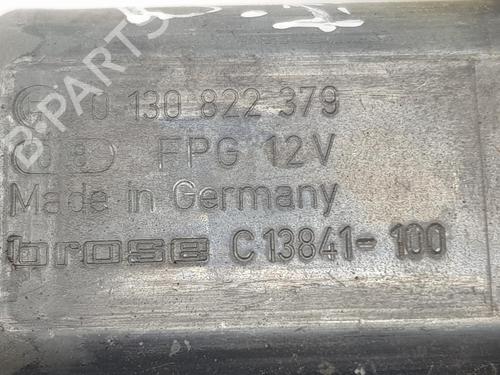 0 130 822 379
FPG 12V
Made in Germany
brose C13841-100
B-PARTS